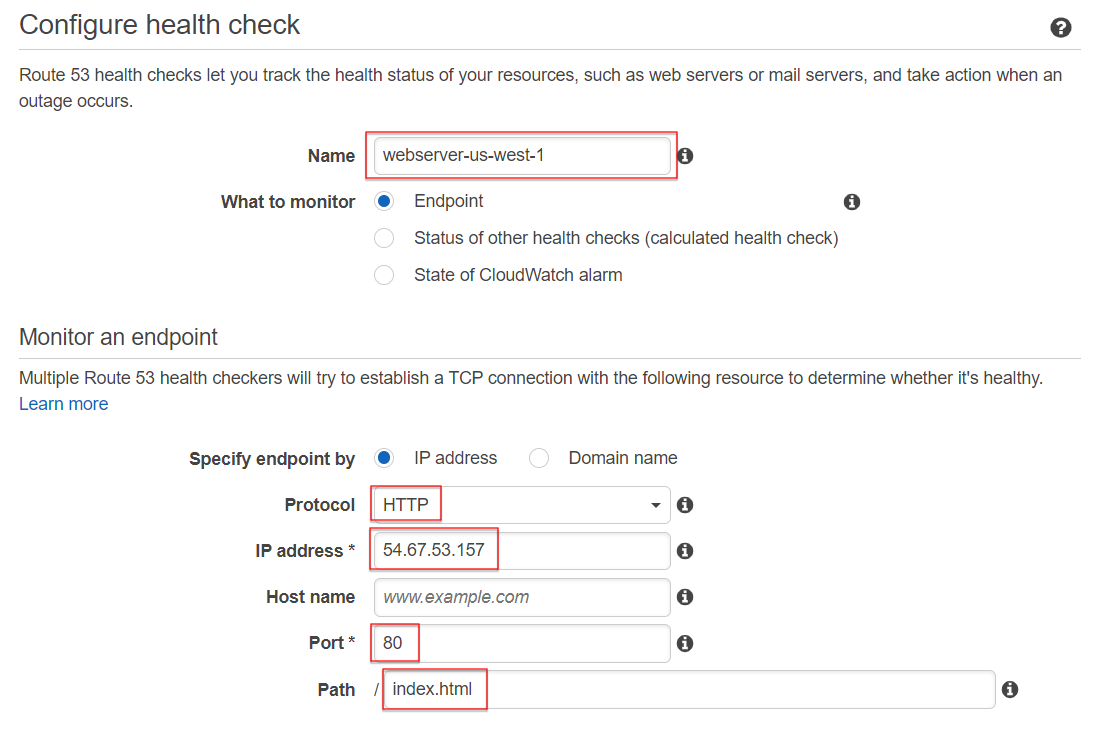 Configure health check
Route 53 health checks let you track the health status of your resources, such as web servers or mail servers, and take action when an
outage occurs.
Name webserver-us-west-1
What to monitor Endpoint
Status of other health checks (calculated health check)
State of CloudWatch alarm
Monitor an endpoint
Multiple Route 53 health checkers will try to establish a TCP connection with the following resource to determine whether it's healthy.
Learn more
Specify endpoint by IP address Domain name
Protocol HTTP
IP address * 54.67.53.157
Host name www.example.com
Port * 80
Path / index.html